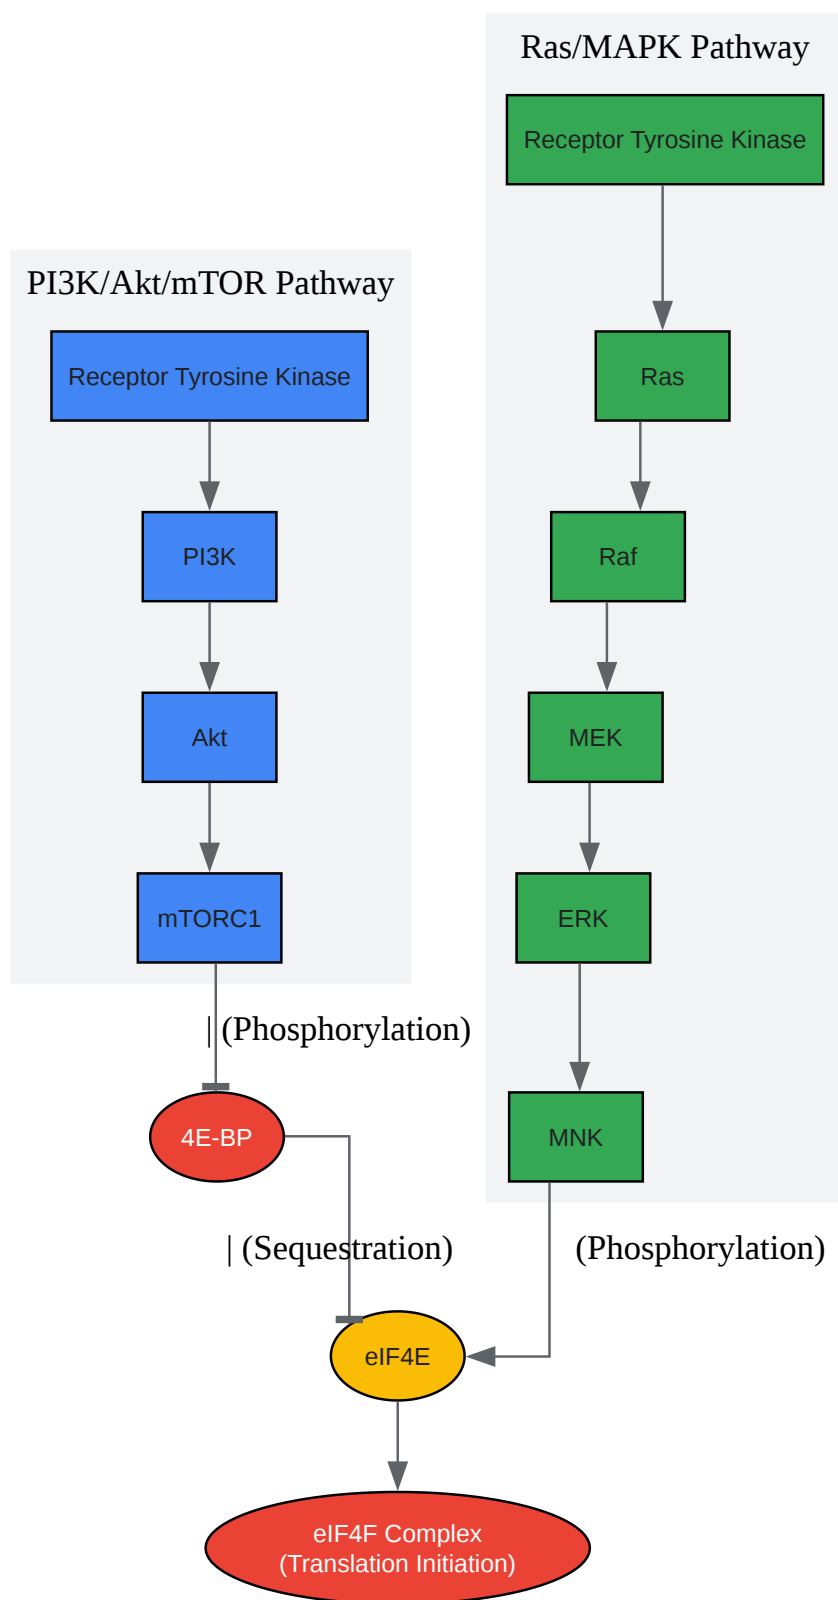 Ras/MAPK Pathway
Receptor Tyrosine Kinase
PI3K/Akt/mTOR Pathway
Receptor Tyrosine Kinase
Ras
PI3K
Raf
Akt
MEK
mTORC1
ERK
| (Phosphorylation)
4E-BP
MNK
| (Sequestration)
(Phosphorylation)
eIF4E
eIF4F Complex
(Translation Initiation)